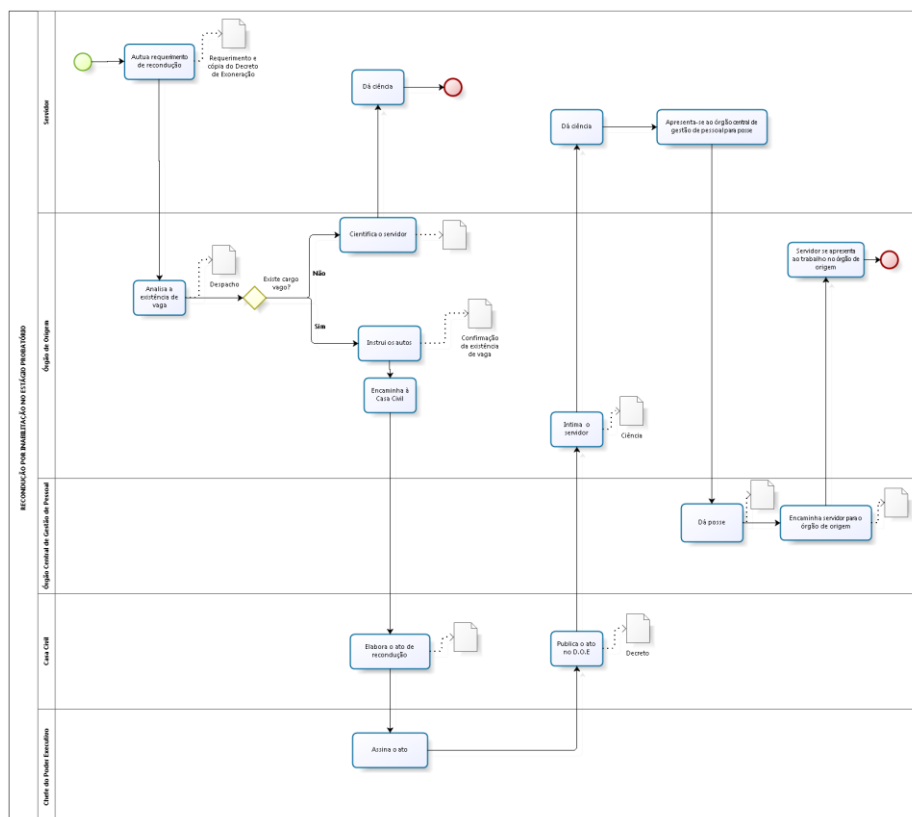 RECONDUÇÃO POR INABILITAÇÃO NO ESTÁGIO PROBATÓRIO
Servidor
Autua requerimento
de recondução
Requerimento e
cópia do Decreto
de Exoneração
Dá ciência
Dá ciência
Apresenta-se ao órgão central de
gestão de pessoal para posse
Órgão de Origem
Analisa a
existência de
vaga
Despacho
Existe cargo
vago?
Não
Sim
Cientifica o servidor
Instrui os autos
Confirmação
da existência
de vaga
Encaminha à
Casa Civil
Intima o
servidor
Ciência
Servidor se apresenta
ao trabalho no órgão de
origem
Órgão Central de Gestão de Pessoal
Dá posse
Encaminha servidor para o
órgão de origem
Casa Civil
Elabora o ato de
recondução
Publica o ato
no D.O.E
Decreto
Chefe do Poder Executivo
Assina o ato